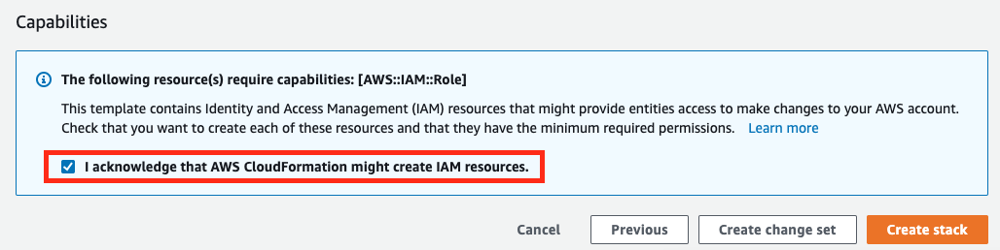 Capabilities
The following resource(s) require capabilities: [AWS::IAM::Role]
This template contains Identity and Access Management (IAM) resources that might provide entities access to make changes to your AWS account.
Check that you want to create each of these resources and that they have the minimum required permissions. Learn more
I acknowledge that AWS CloudFormation might create IAM resources.
Cancel Previous Create change set Create stack